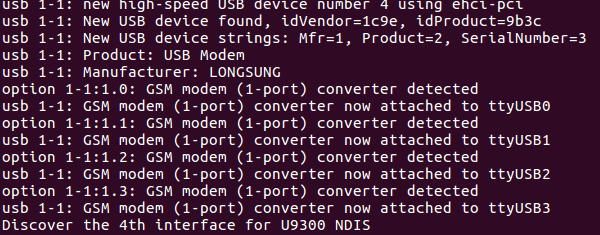 usb 1-1: new high-speed USB device number 4 using ehci-pci
usb 1-1: New USB device found, idVendor=1c9e, idProduct=9b3c
usb 1-1: New USB device strings: Mfr=1, Product=2, SerialNumber=3
usb 1-1: Product: USB Modem
usb 1-1: Manufacturer: LONGSUNG
option 1-1:1.0: GSM modem (1-port) converter detected
usb 1-1: GSM modem (1-port) converter now attached to ttyUSB0
option 1-1:1.1: GSM modem (1-port) converter detected
usb 1-1: GSM modem (1-port) converter now attached to ttyUSB1
option 1-1:1.2: GSM modem (1-port) converter detected
usb 1-1: GSM modem (1-port) converter now attached to ttyUSB2
option 1-1:1.3: GSM modem (1-port) converter detected
usb 1-1: GSM modem (1-port) converter now attached to ttyUSB3
Discover the 4th interface for U9300 NDIS